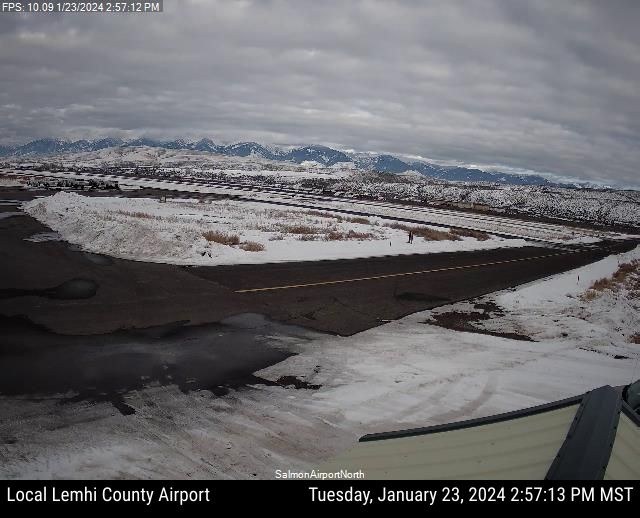 FPS: 10.09 1/23/2024 2:57:12 PM
SalmonAirportNorth
Local Lemhi County Airport Tuesday, January 23, 2024 2:57:13 PM MST